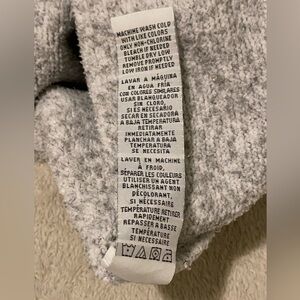 MACHINE WASH COLD
WITH LIKE COLORS
ONLY NON-CHLORINE
BLEACH IF NEEDED
TUMBLE DRY LOW
REMOVE PROMPTLY
LOW IRON IF NEEDED
LAVAR A MÁQUINA
EN AGUA FRÍA
CON COLORES SIMILARES
USAR BLANQUEADOR
SIN CLORO,
SI ES NECESARIO
SECAR EN SECADORA
A BAJA TEMPERATURA
RETIRAR
INMEDIATAMENTE
PLANCHAR A BAJA
TEMPERATURA
SE NECESITA
LAVER EN MACHINE
À FROID,
SÉPARER LES COULEURS
UTILISER UN AGENT
BLANCHISSANT NON
DÉCOLORANT,
SI NÉCESSAIRE
TEMPÉRATURE RETIRER
RAPIDEMENT
REPASSER A BASSE
TEMPÉRATURE
SI NÉCESSAIRE